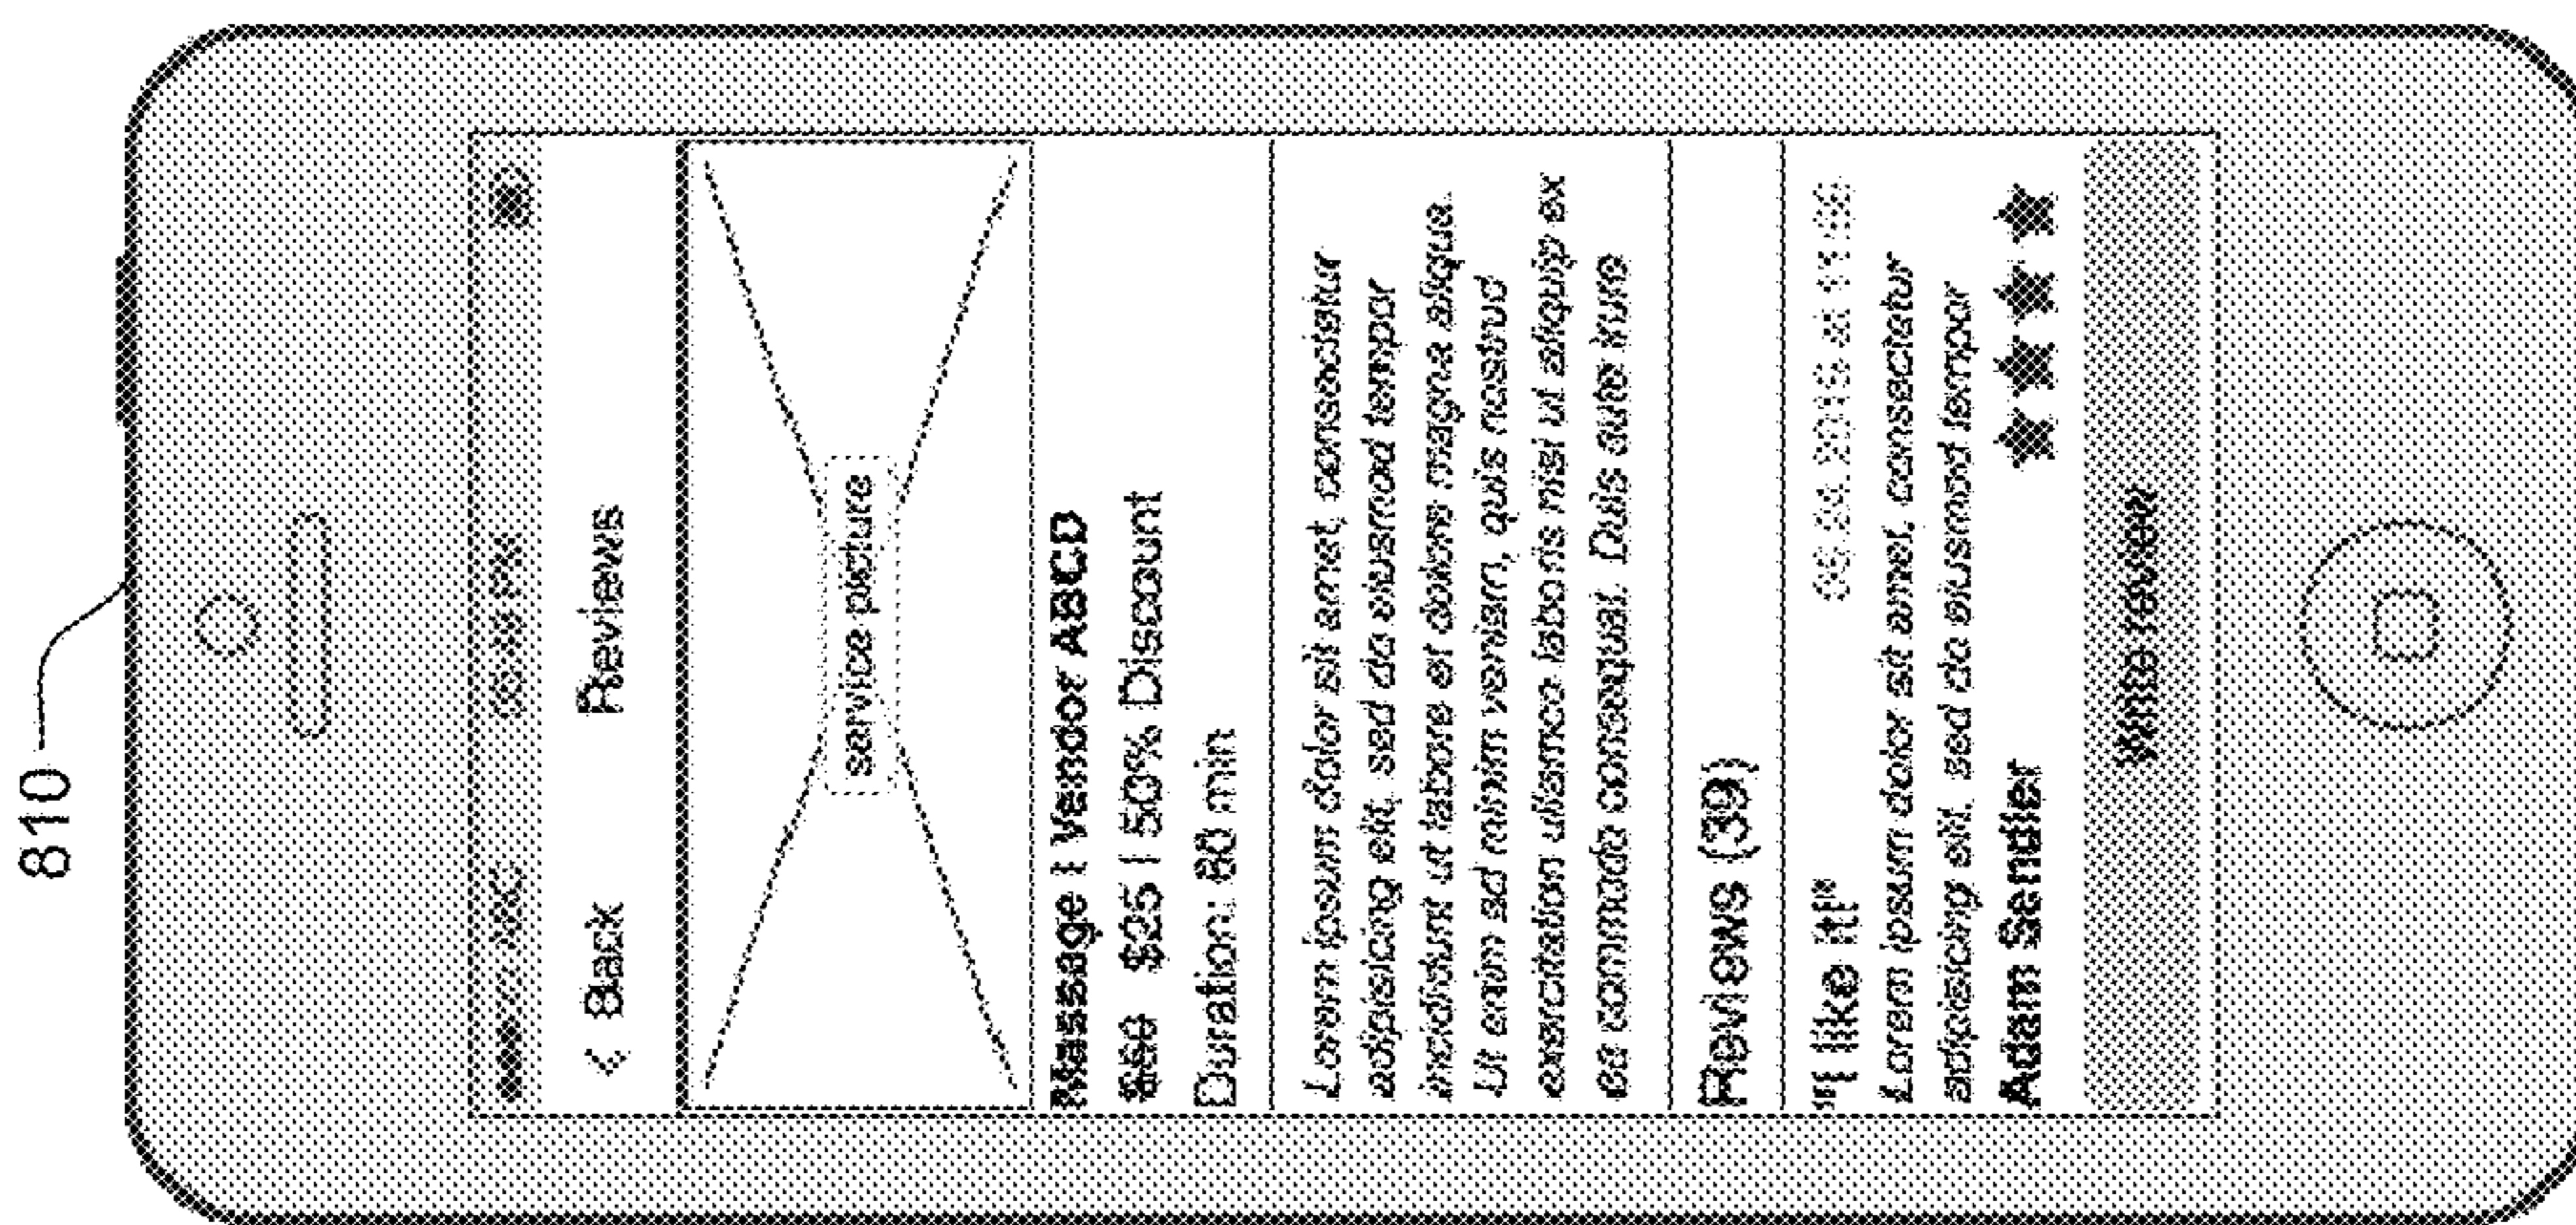 810
ABC
Back Reviews
service picture
Massage | Vendor ABCD
$25 | 50% Discount
Duration: 60 min
Lorem ipsum dolor sit amet, consectetur
adipisicing elit, sed do eiusmod tempor
incididunt ut labore et dolore magna aliqua.
Ut enim ad minim veniam, quis nostrud
exercitation ullamco laboris nisi ut aliquip ex
ea commodo consequat. Duis aute irure
Reviews (39)
"I like it!"
Lorem ipsum dolor sit amet, consectetur
adipisicing elit, sed do eiusmod tempor
Adam Sendler
Write review